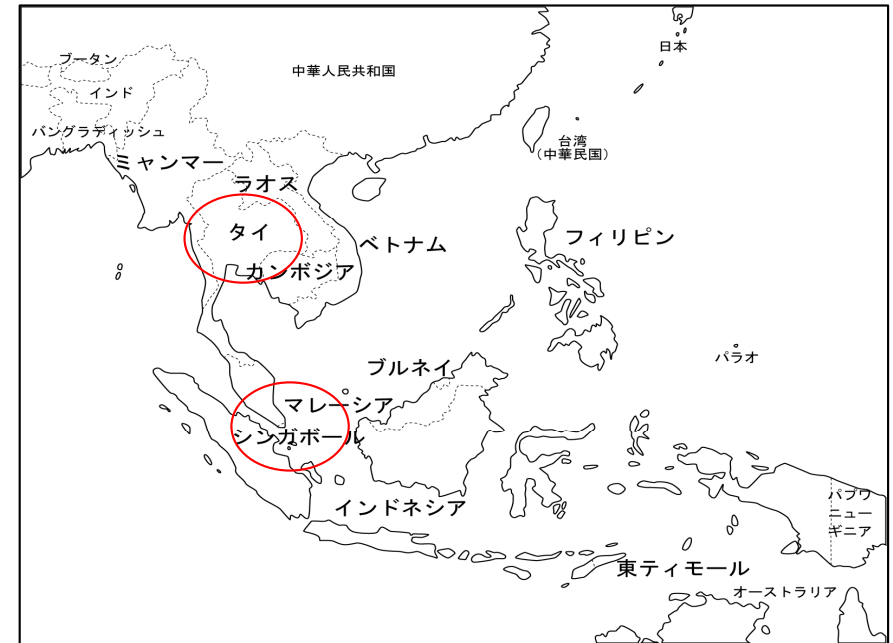 日本
ブータン
中華人民共和国
インド
バングラディッシュ
台湾
(中華民国)
ミャンマー
ラオス
タイ
ベトナム
フィリピン
カンボジア
パラオ
ブルネイ
マレーシア
シンガポール
インドネシア
パプワ
ニュー
ギニア
東ティモール
オーストラリア